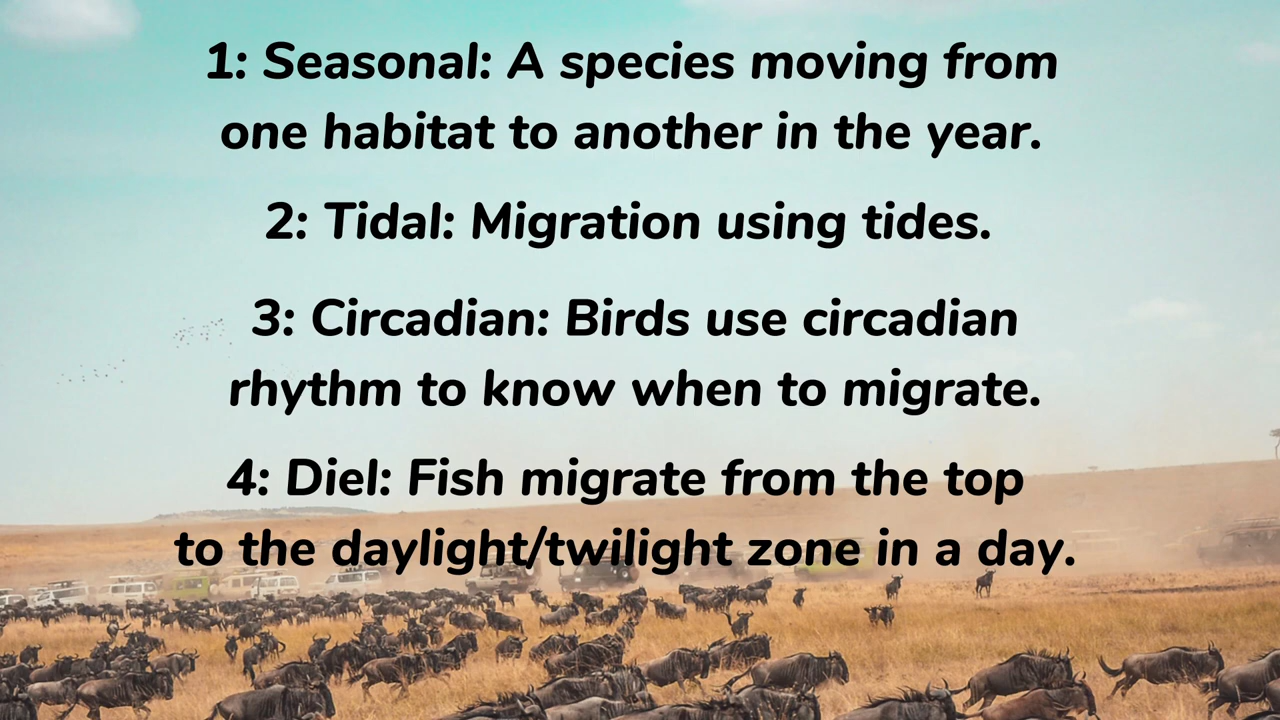 1: Seasonal: A species moving from
one habitat to another in the year.
2: Tidal: Migration using tides.
3: Circadian: Birds use circadian
rhythm to know when to migrate.
4: Diel: Fish migrate from the top
to the daylight/twilight zone in a day.